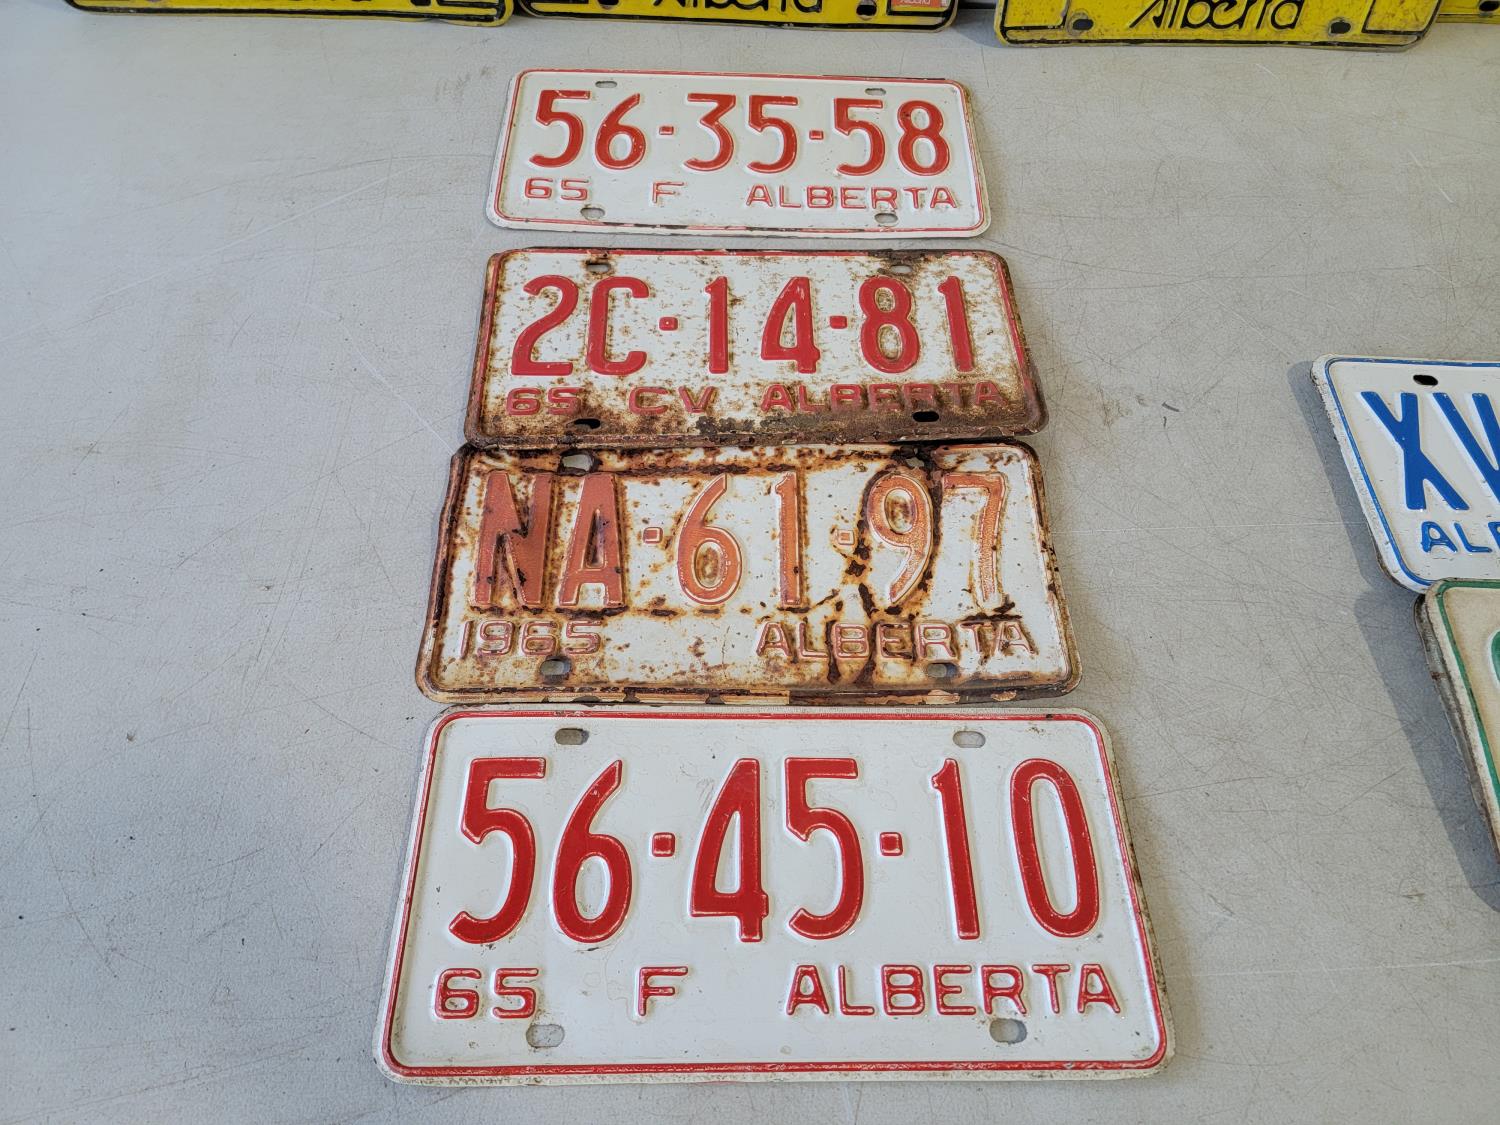 Alberta
Alberta
56-35-58
65 F ALBERTA
2C·14·81
65 CV ALBERTA
NA·61·97
1965 ALBERTA
56·45·10
65 F ALBERTA